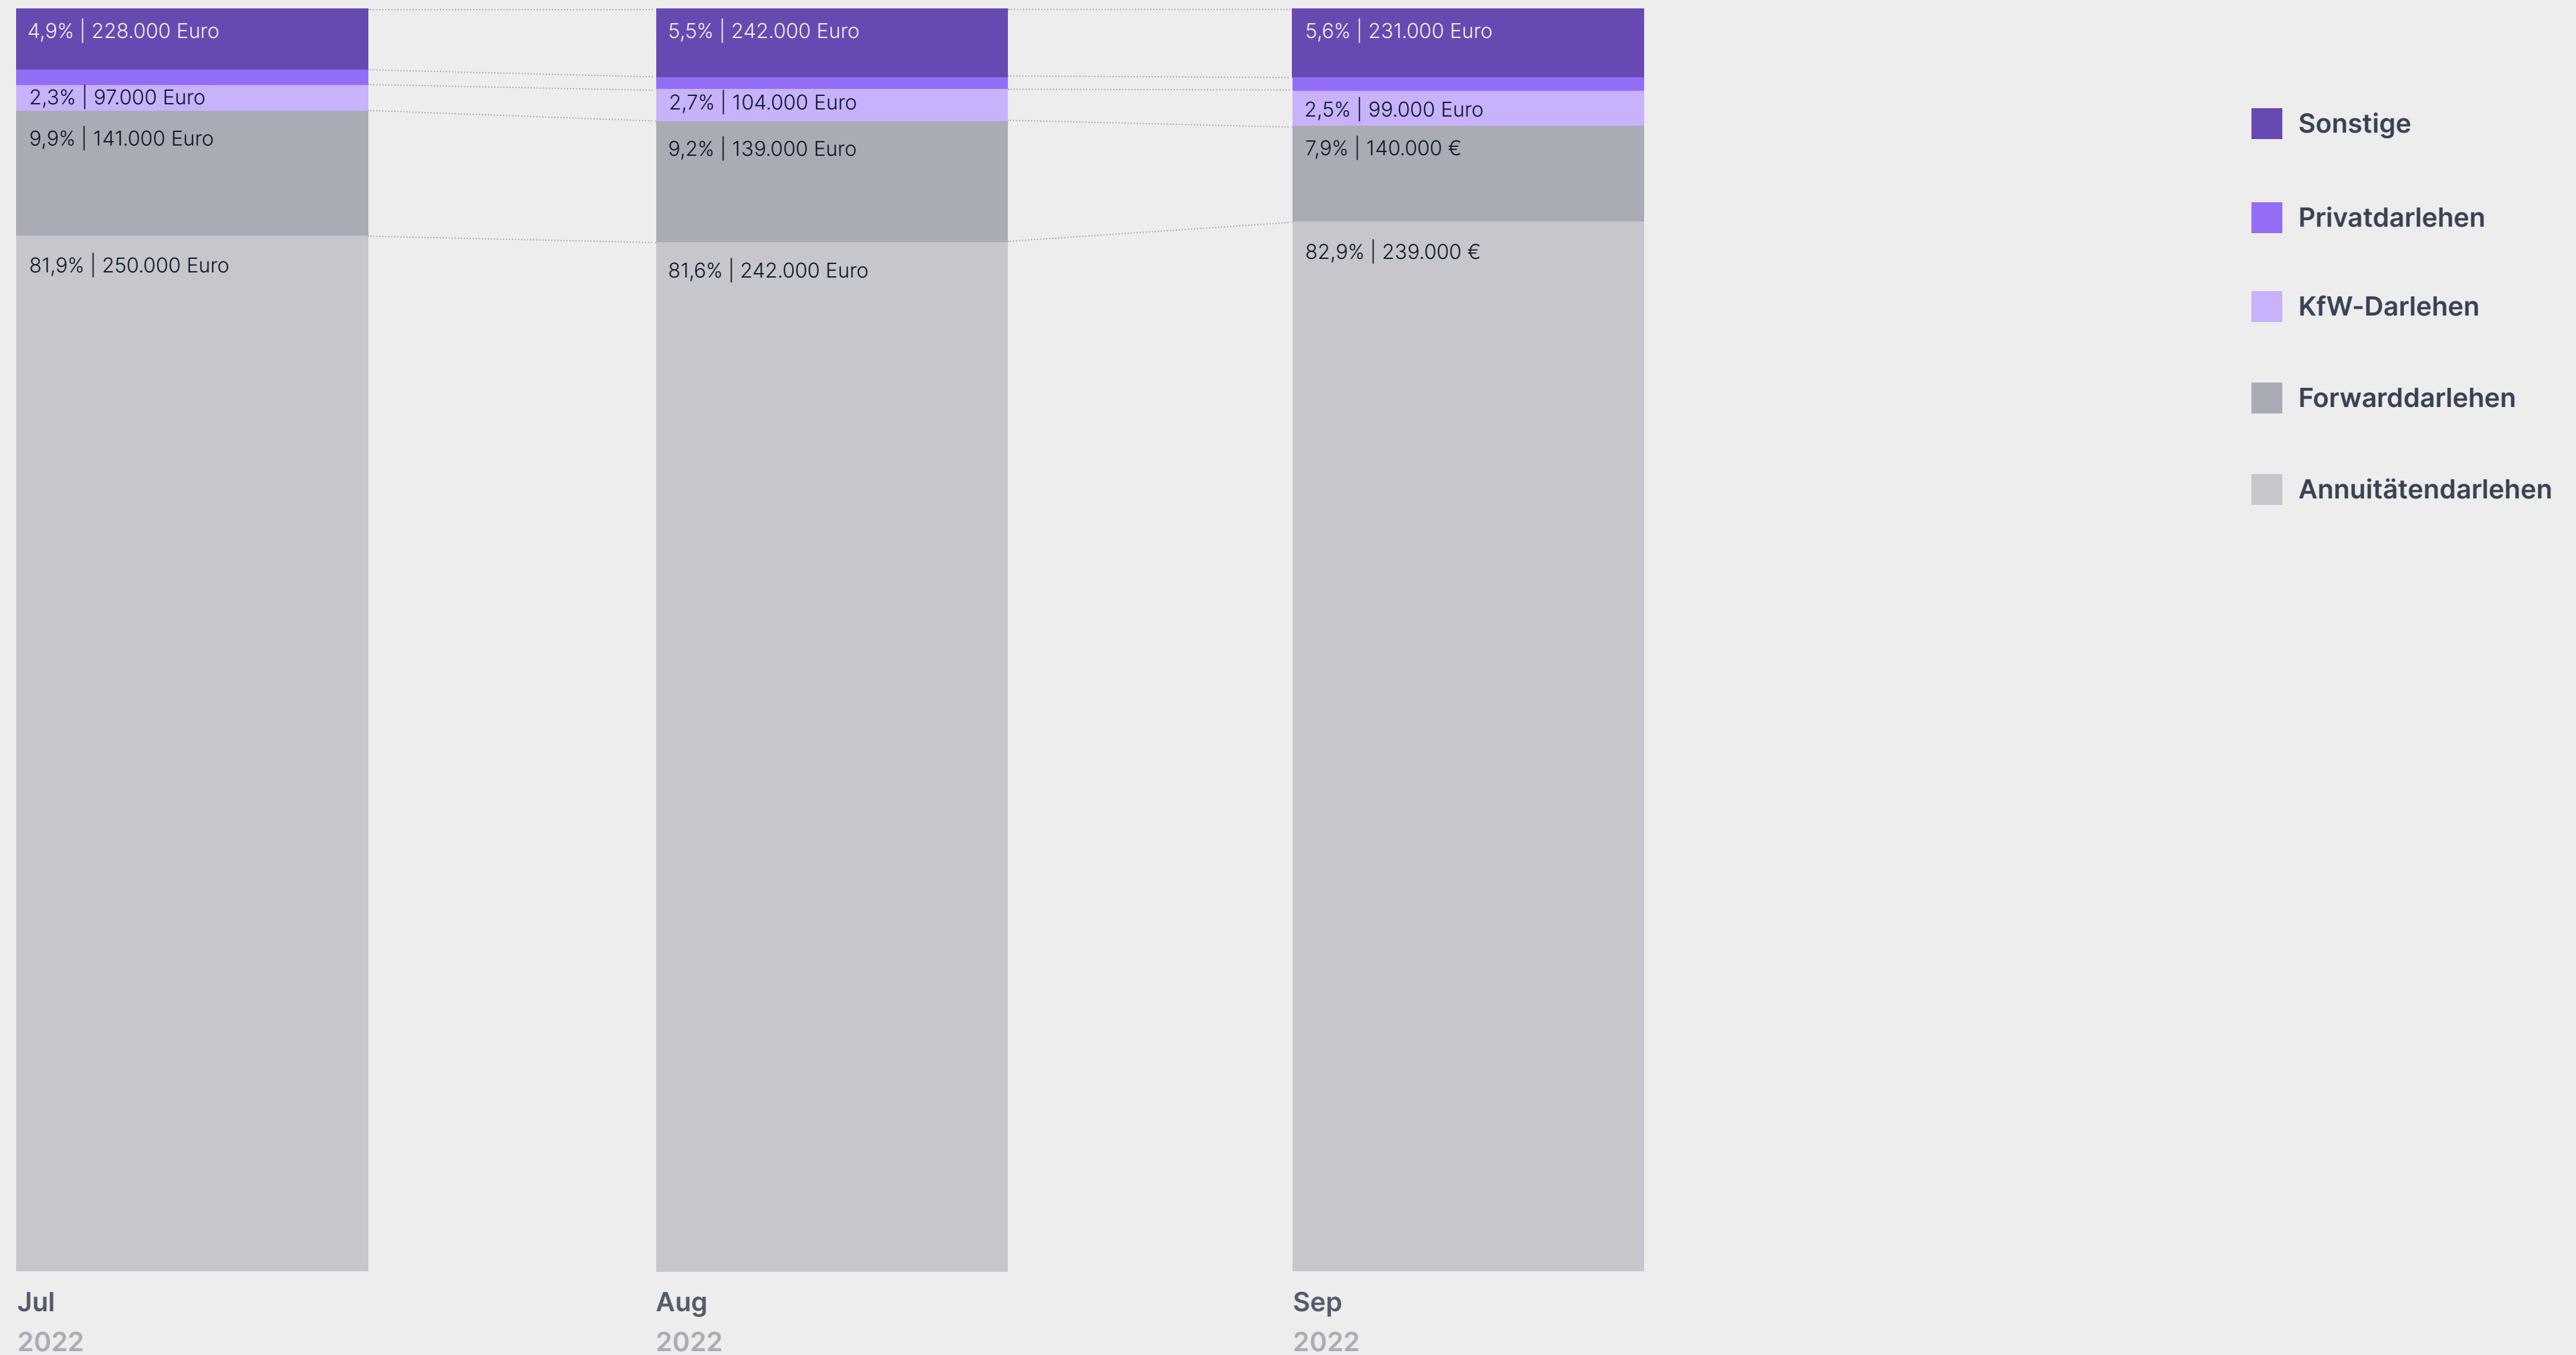 4,9% | 228.000 Euro
2,3% | 97.000 Euro
9,9% | 141.000 Euro
81,9% | 250.000 Euro
Jul
2022
5,5% | 242.000 Euro
2,7% | 104.000 Euro
9,2% | 139.000 Euro
81,6% | 242.000 Euro
Aug
2022
5,6% | 231.000 Euro
2,5% | 99.000 Euro
7,9% | 140.000 €
82,9% | 239.000 €
Sep
2022
Sonstige
Privatdarlehen
KfW-Darlehen
Forwarddarlehen
Annuitätendarlehen